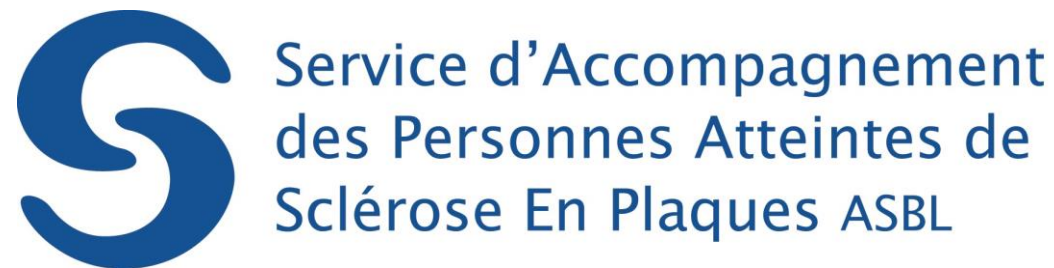 Service d’Accompagnement
des Personnes Atteintes de
Sclérose En Plaques ASBL